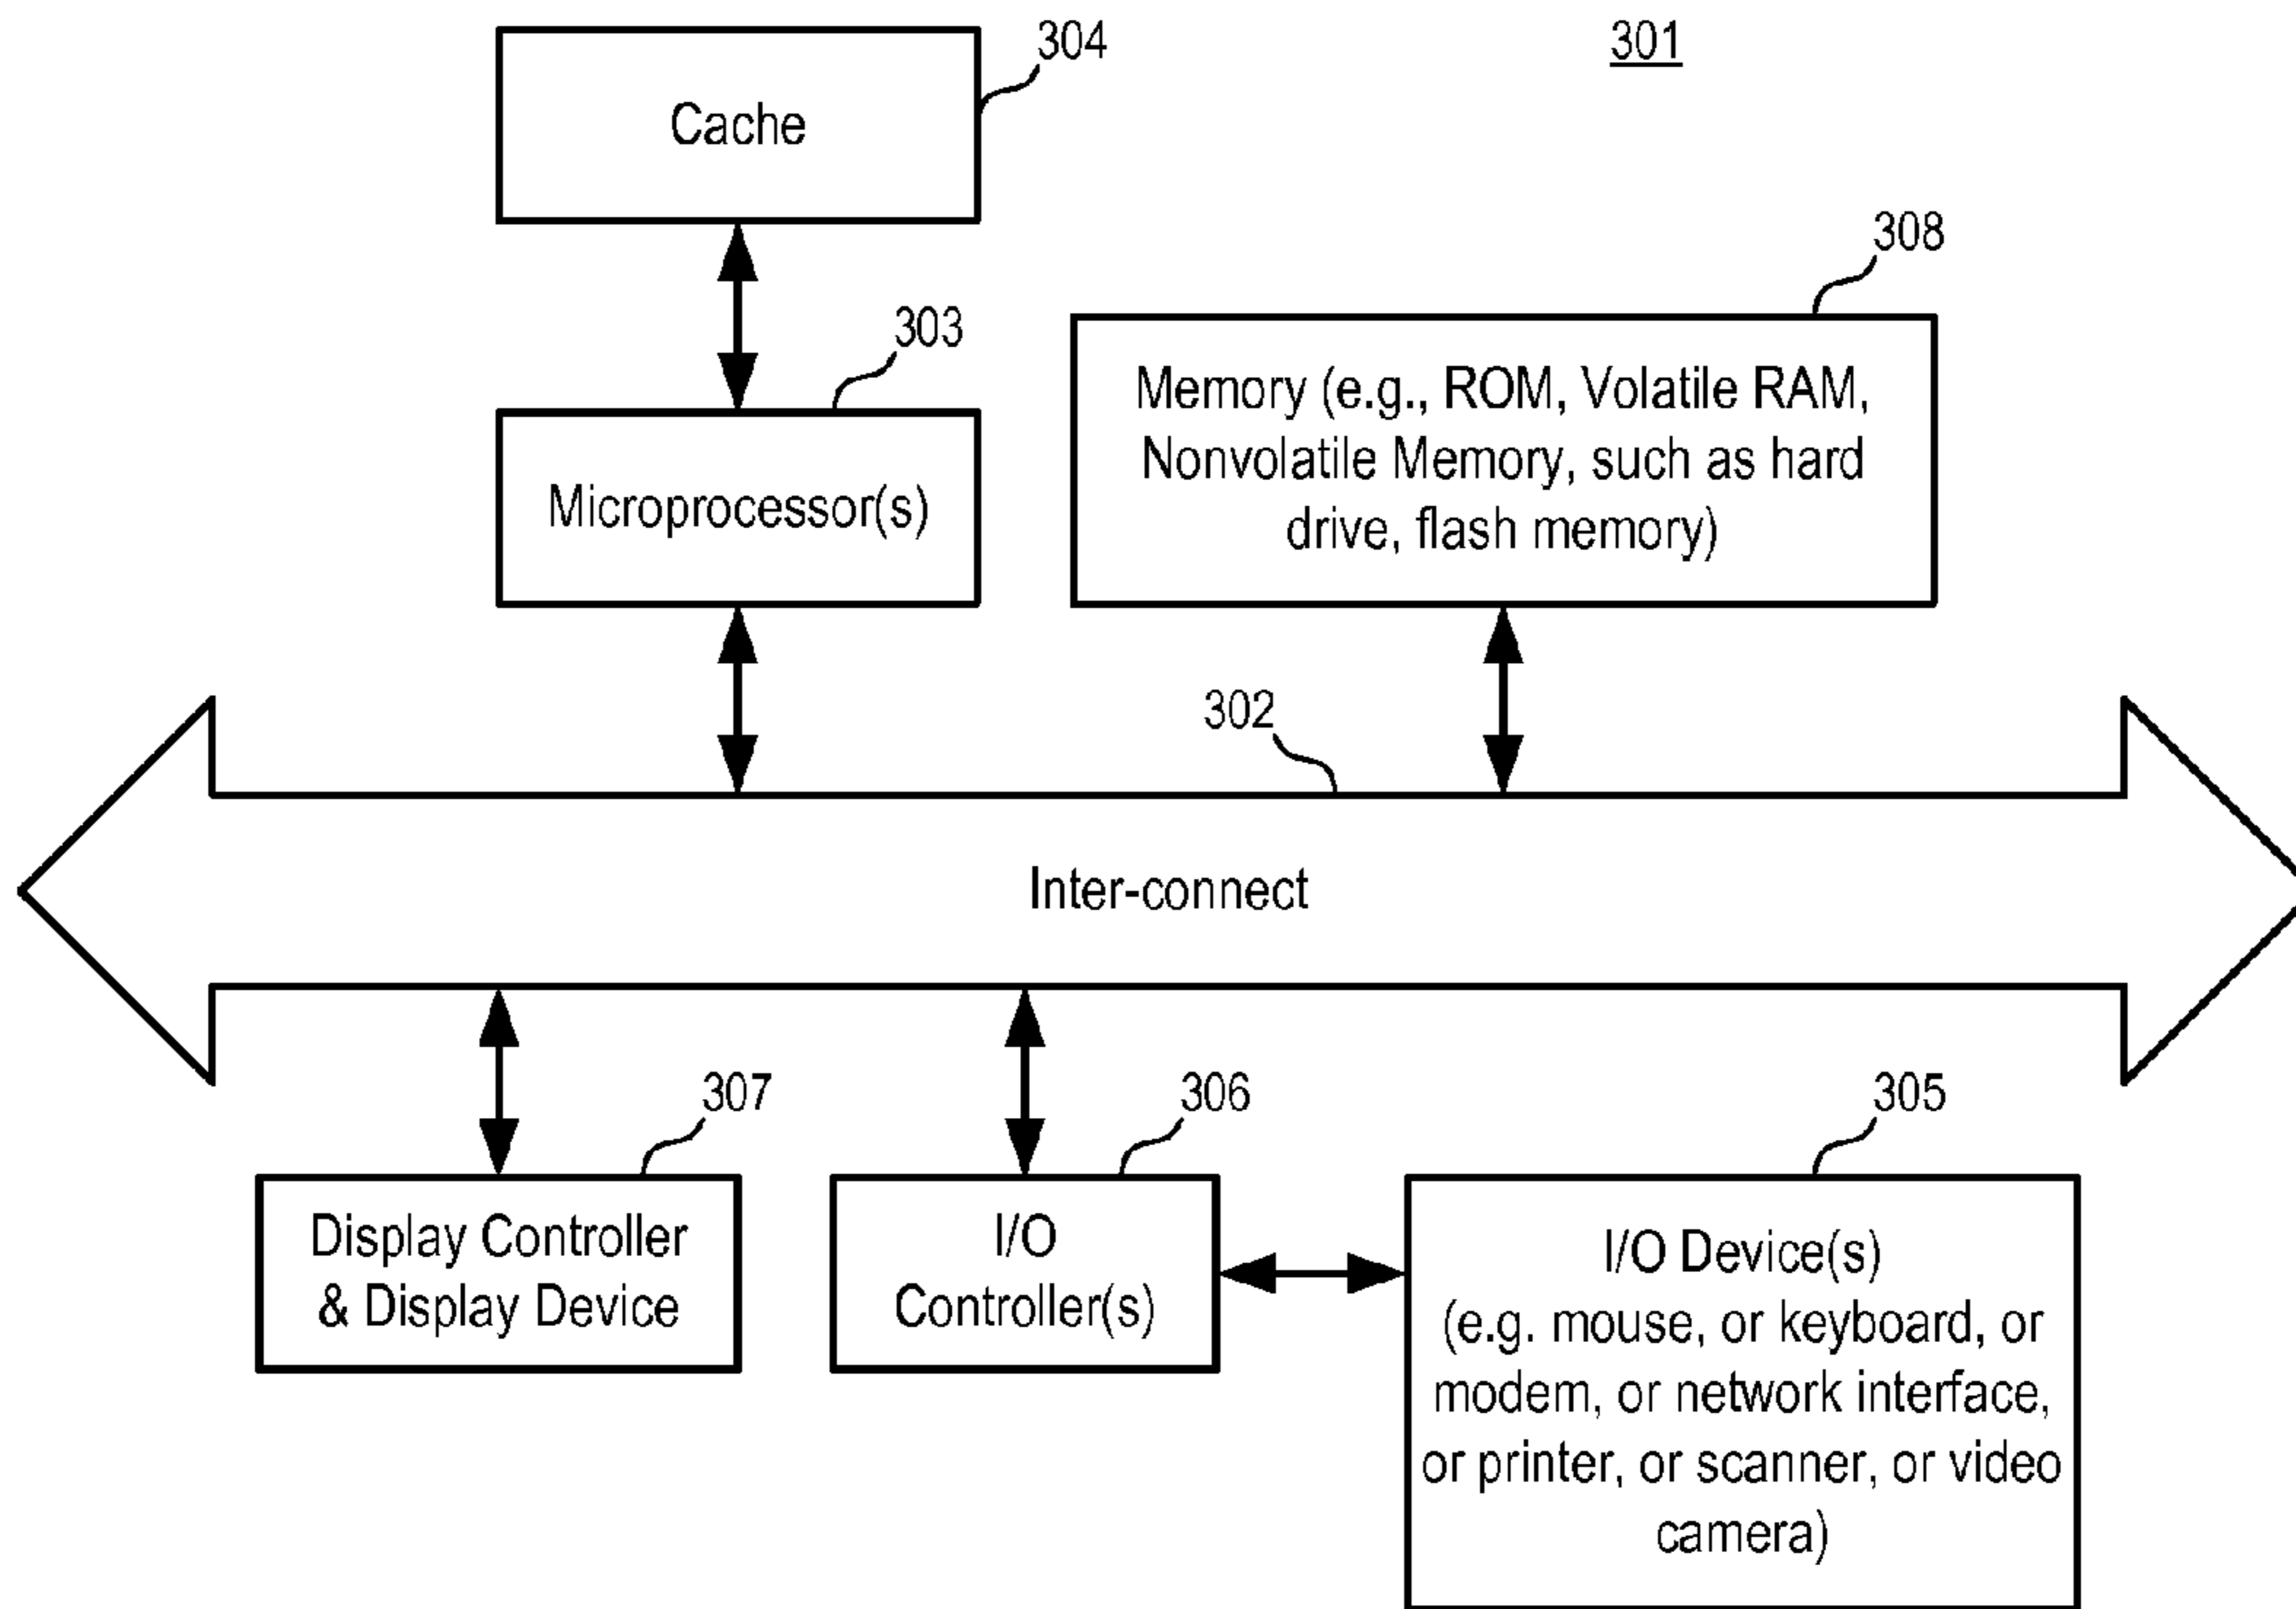 301
304
Cache
308
303
Memory (e.g., ROM, Volatile RAM,
Nonvolatile Memory, such as hard
drive, flash memory)
Microprocessor(s)
302
Inter-connect
307
306
305
Display Controller
& Display Device
I/O
Controller(s)
I/O Device(s)
(e.g. mouse, or keyboard, or
modem, or network interface,
or printer, or scanner, or video
camera)